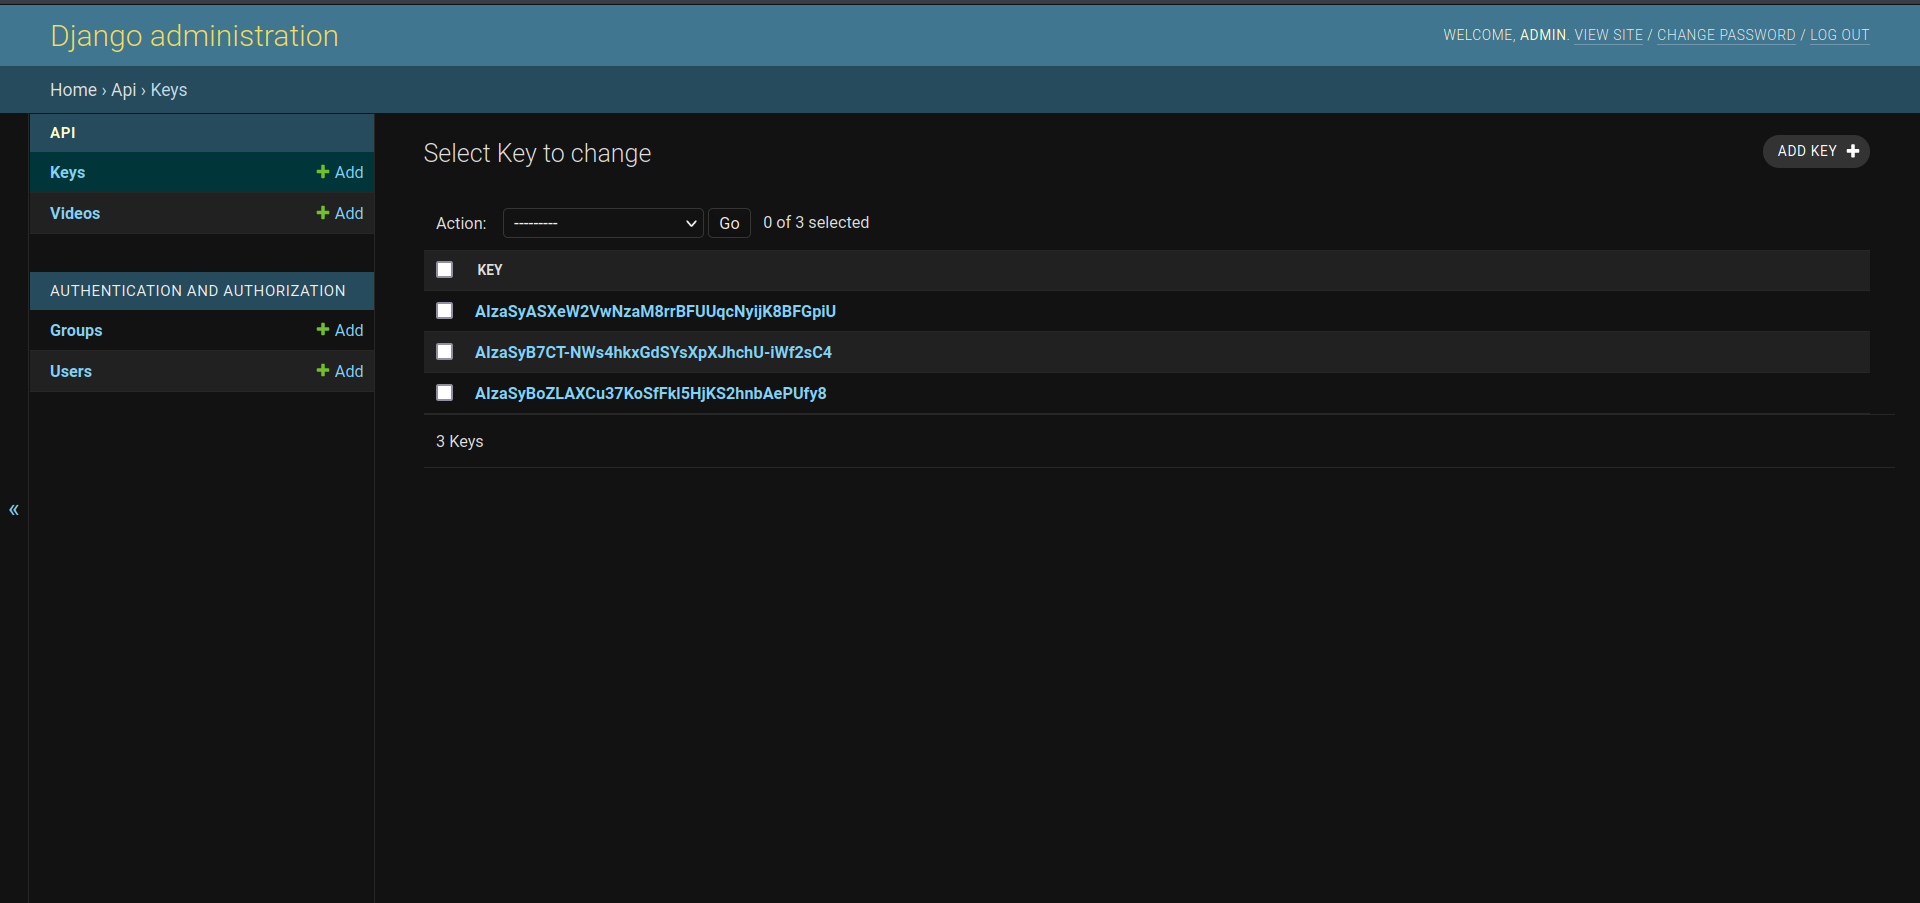 Django administration
WELCOME, ADMIN. VIEW SITE / CHANGE PASSWORD / LOG OUT
Home › Api › Keys
API
Keys
Add
Videos
Add
AUTHENTICATION AND AUTHORIZATION
Groups
Add
Users
Add
«
Select Key to change
ADD KEY
Action: --------- Go 0 of 3 selected
KEY
AIzaSyASXeW2VwNzaM8rrBFUUqcNyijK8BFGpiU
AIzaSyB7CT-NWs4hkxGdSYsXpXJhchU-iWf2sC4
AIzaSyBoZLAXCu37KoSfFkl5HjKS2hnbAePUfy8
3 Keys